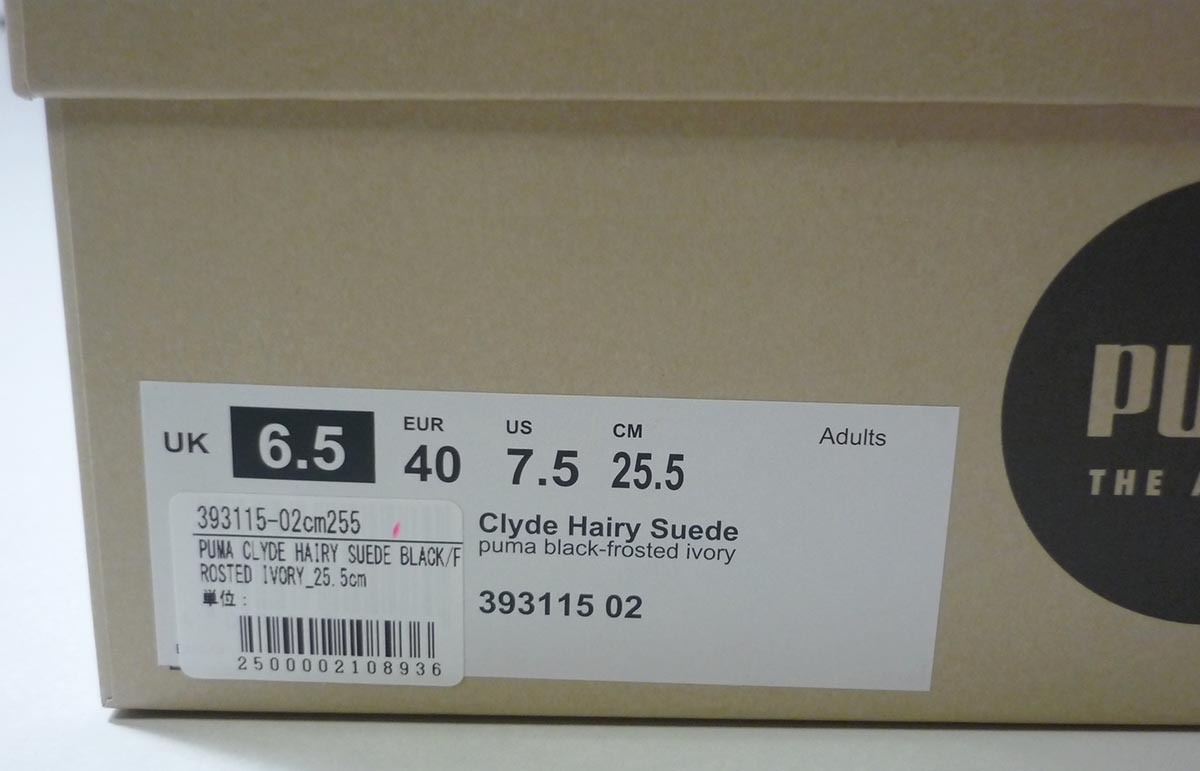 UK 6.5 EUR 40 US 7.5 CM 25.5 Adults
393115-02cm255
PUMA CLYDE HAIRY SUEDE BLACK/F
ROSTED IVORY_25.5cm
単位:
2500002108936
Clyde Hairy Suede
puma black-frosted ivory
393115 02
PU
THE